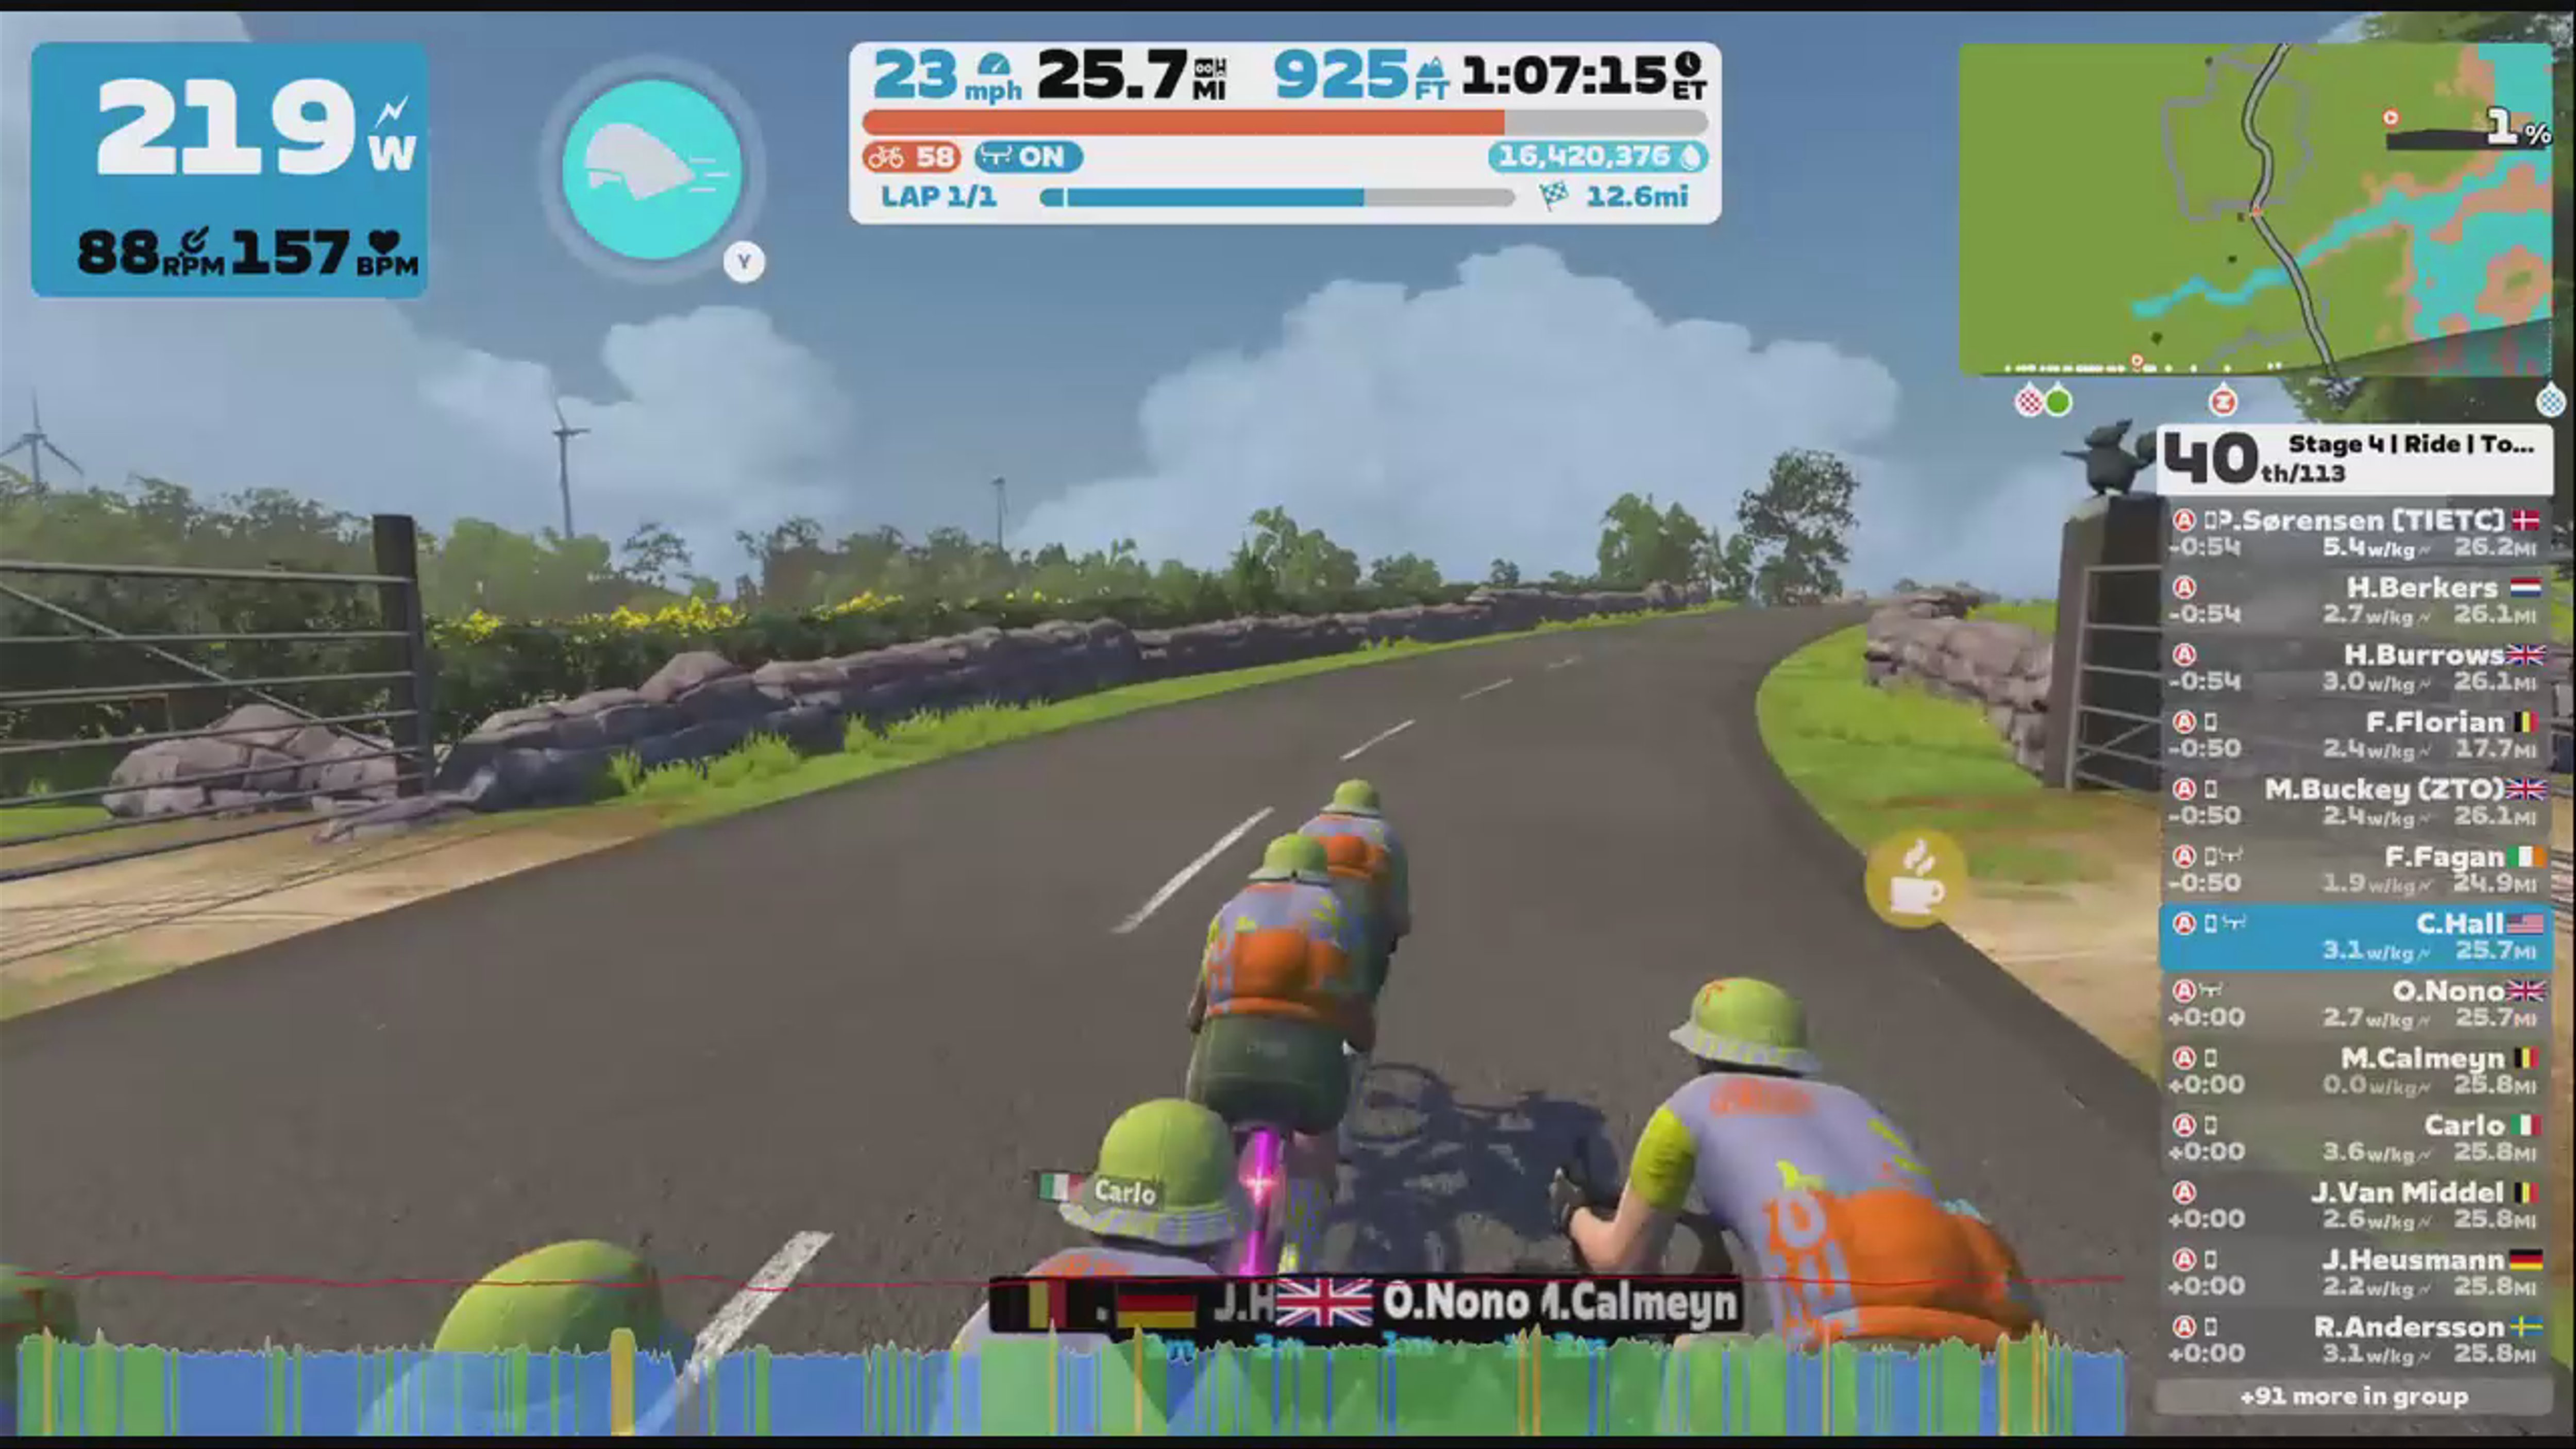 219 W
88 RPM 157 BPM
Y
23 mph 25.7 MI 925 FT 1:07:15 ET
58 ON 16,420,376
LAP 1/1 12.6mi
1%
Z
40th/113 Stage 4 | Ride | To...
A P.Sørensen [TIETC]
-0:54 5.4w/kg 26.2MI
A H.Berkers
-0:54 2.7w/kg 26.1MI
A H.Burrows
-0:54 3.0w/kg 26.1MI
A F.Florian
-0:50 2.4w/kg 17.7MI
A M.Buckey (ZTO)
-0:50 2.4w/kg 26.1MI
A F.Fagan
-0:50 1.9w/kg 24.9MI
A C.Hall
3.1w/kg 25.7MI
A O.Nono
+0:00 2.7w/kg 25.7MI
A M.Calmeyn
+0:00 0.0w/kg 25.8MI
A Carlo
+0:00 3.6w/kg 25.8MI
A J.Van Middel
+0:00 2.6w/kg 25.8MI
A J.Heusmann
+0:00 2.2w/kg 25.8MI
A R.Andersson
+0:00 3.1w/kg 25.8MI
+91 more in group
Carlo
J.H O.Nono M.Calmeyn